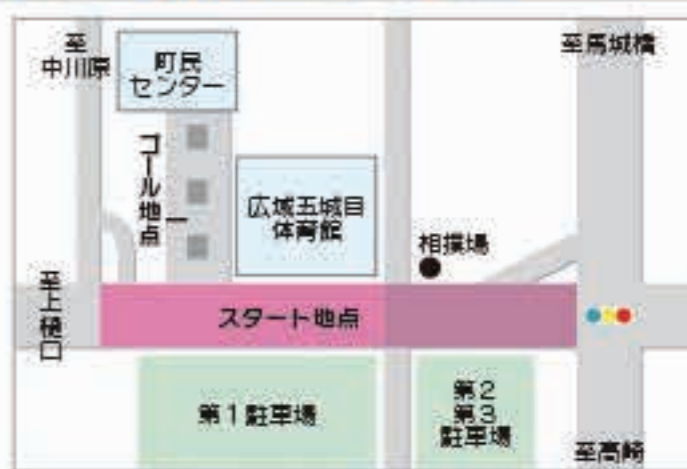 至
中川原
町民
センター
至馬城橋
ゴール地点
広域五城目
体育館
相撲場
至上樋口
スタート地点
第1駐車場
第2
第3
駐車場
至高崎